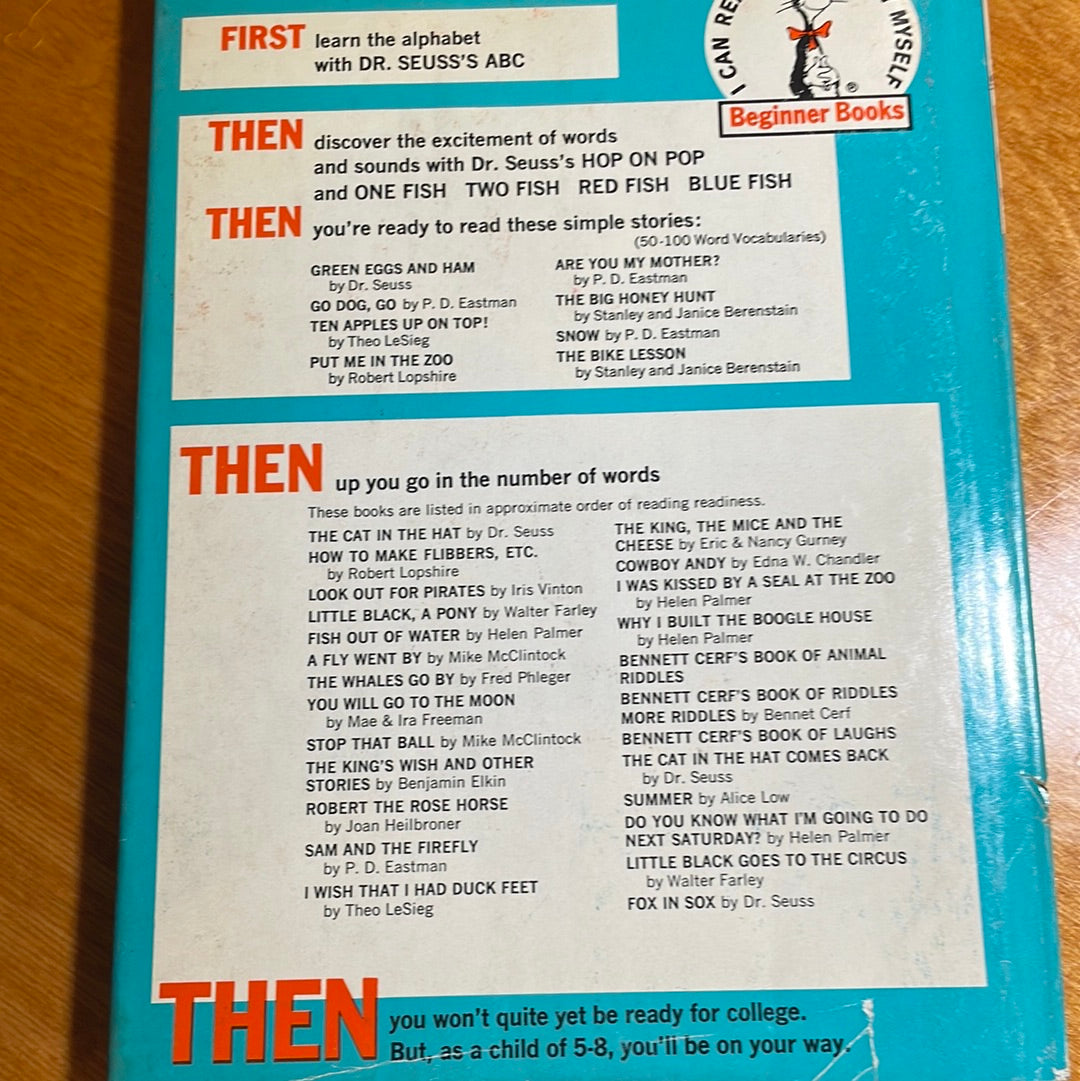 FIRST learn the alphabet
with DR. SEUSS'S ABC
I CAN RE
MYSELF
®
Beginner Books
THEN discover the excitement of words
and sounds with Dr. Seuss's HOP ON POP
and ONE FISH TWO FISH RED FISH BLUE FISH
THEN you're ready to read these simple stories:
(50-100 Word Vocabularies)
GREEN EGGS AND HAM
by Dr. Seuss
GO DOG, GO by P. D. Eastman
TEN APPLES UP ON TOP!
by Theo LeSieg
PUT ME IN THE ZOO
by Robert Lopshire
ARE YOU MY MOTHER?
by P. D. Eastman
THE BIG HONEY HUNT
by Stanley and Janice Berenstain
SNOW by P. D. Eastman
THE BIKE LESSON
by Stanley and Janice Berenstain
THEN up you go in the number of words
These books are listed in approximate order of reading readiness.
THE CAT IN THE HAT by Dr. Seuss
HOW TO MAKE FLIBBERS, ETC.
by Robert Lopshire
LOOK OUT FOR PIRATES by Iris Vinton
LITTLE BLACK, A PONY by Walter Farley
FISH OUT OF WATER by Helen Palmer
A FLY WENT BY by Mike McClintock
THE WHALES GO BY by Fred Phleger
YOU WILL GO TO THE MOON
by Mae & Ira Freeman
STOP THAT BALL by Mike McClintock
THE KING'S WISH AND OTHER
STORIES by Benjamin Elkin
ROBERT THE ROSE HORSE
by Joan Heilbroner
SAM AND THE FIREFLY
by P. D. Eastman
I WISH THAT I HAD DUCK FEET
by Theo LeSieg
THE KING, THE MICE AND THE
CHEESE by Eric & Nancy Gurney
COWBOY ANDY by Edna W. Chandler
I WAS KISSED BY A SEAL AT THE ZOO
by Helen Palmer
WHY I BUILT THE BOOGLE HOUSE
by Helen Palmer
BENNETT CERF'S BOOK OF ANIMAL
RIDDLES
BENNETT CERF'S BOOK OF RIDDLES
MORE RIDDLES by Bennet Cerf
BENNETT CERF'S BOOK OF LAUGHS
THE CAT IN THE HAT COMES BACK
by Dr. Seuss
SUMMER by Alice Low
DO YOU KNOW WHAT I'M GOING TO DO
NEXT SATURDAY? by Helen Palmer
LITTLE BLACK GOES TO THE CIRCUS
by Walter Farley
FOX IN SOX by Dr. Seuss
THEN you won't quite yet be ready for college.
But, as a child of 5-8, you'll be on your way.